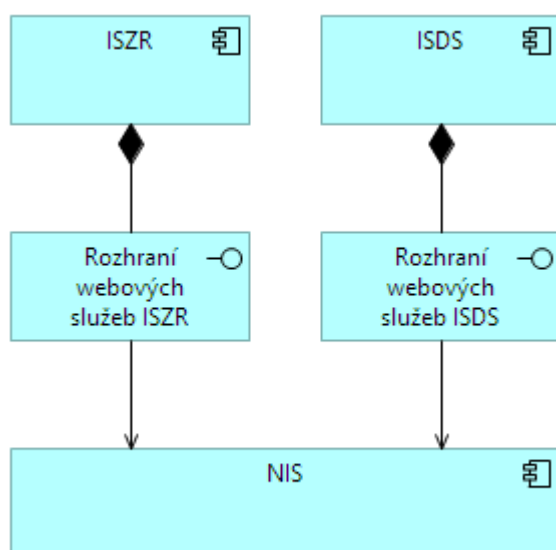 ISZR
ISDS
Rozhraní
webových
služeb ISZR
Rozhraní
webových
služeb ISDS
NIS